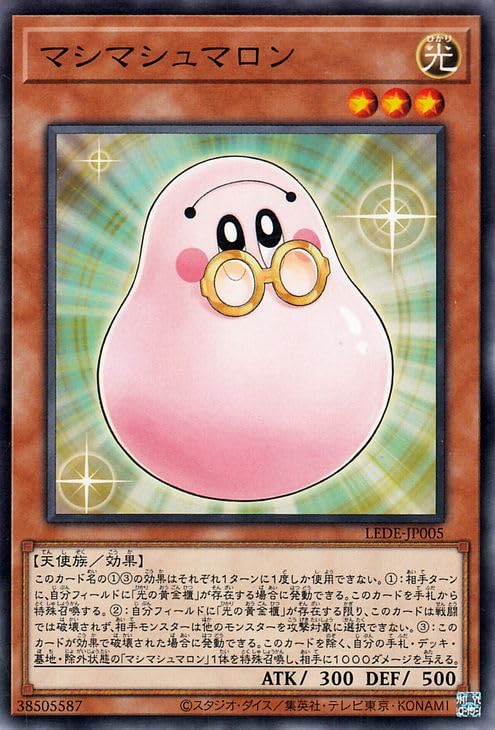 マシマシュマロン
光
LEDE-JP005
【天使族/効果】
このカード名の①③の効果はそれぞれ1ターンに1度しか使用できない。①:相手ターン
に、自分フィールドに「光の黄金櫃」が存在する場合に発動できる。このカードを手札から
特殊召喚する。②:自分フィールドに「光の黄金櫃」が存在する限り、このカードは戦闘
では破壊されず、相手モンスターは他のモンスターを攻撃対象に選択できない。③:この
カードが効果で破壊された場合に発動できる。このカードを除く、自分の手札・デッキ・
墓地・除外状態の「マシマシュマロン」1体を特殊召喚し、相手に1000ダメージを与える。
ATK/ 300 DEF/ 500
38505587 ©スタジオ・ダイス/集英社・テレビ東京・KONAMI